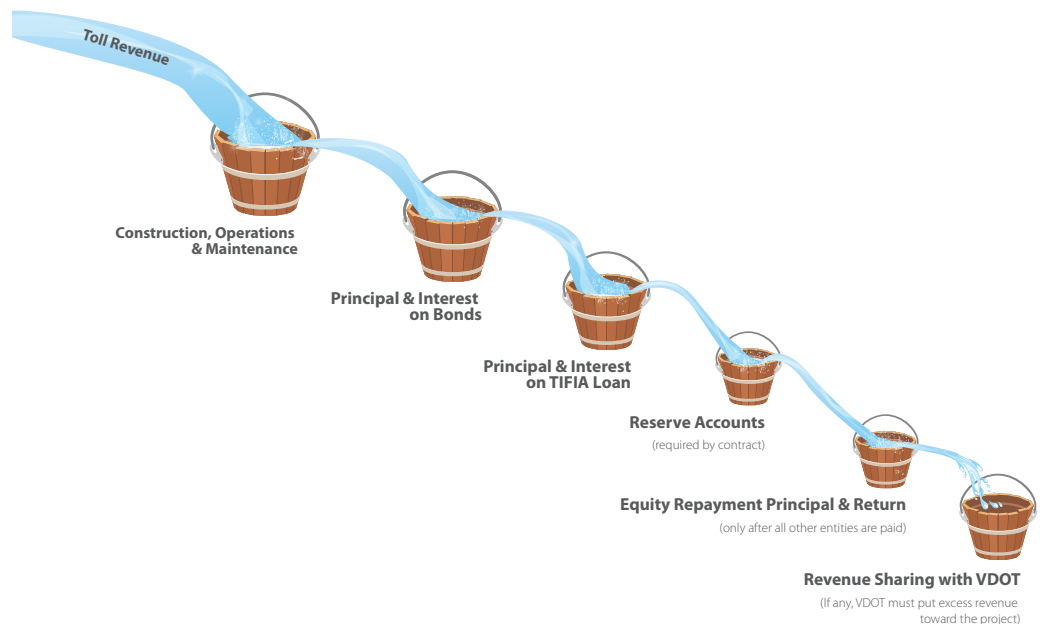 Toll Revenue
Construction, Operations
& Maintenance
Principal & Interest
on Bonds
Principal & Interest
on TIFIA Loan
Reserve Accounts
(required by contract)
Equity Repayment Principal & Return
(only after all other entities are paid)
Revenue Sharing with VDOT
(If any, VDOT must put excess revenue
toward the project)